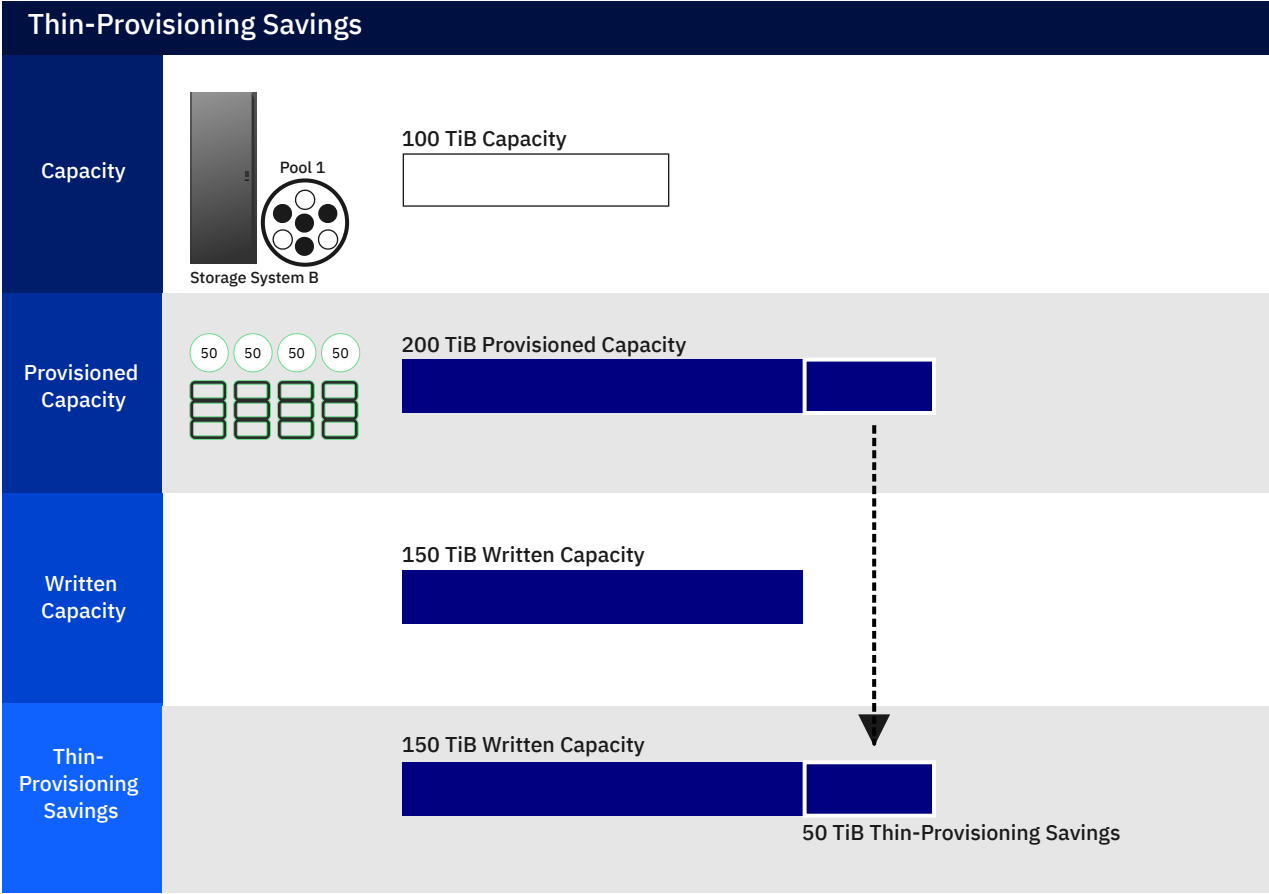 Thin-Provisioning Savings
Capacity
Pool 1
Storage System B
100 TiB Capacity
Provisioned
Capacity
50 50 50 50
200 TiB Provisioned Capacity
Written
Capacity
150 TiB Written Capacity
Thin-
Provisioning
Savings
150 TiB Written Capacity
50 TiB Thin-Provisioning Savings